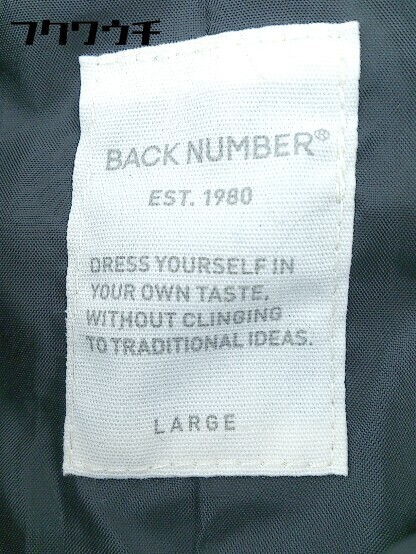 フクウウチ
BACK NUMBER®
EST. 1980
DRESS YOURSELF IN
YOUR OWN TASTE,
WITHOUT CLINGING
TO TRADITIONAL IDEAS.
LARGE